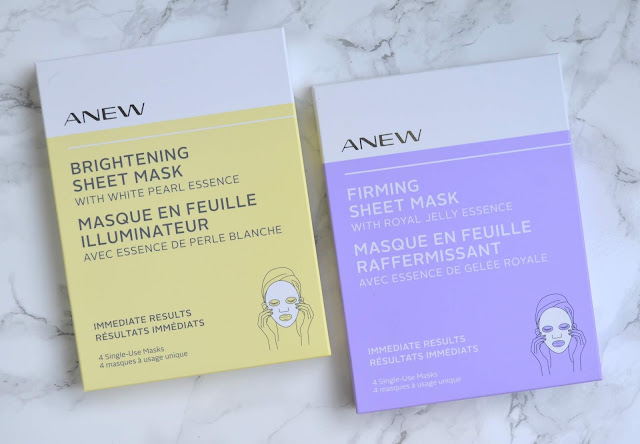 ANEW
BRIGHTENING
SHEET MASK
WITH WHITE PEARL ESSENCE
MASQUE EN FEUILLE
ILLUMINATEUR
AVEC ESSENCE DE PERLE BLANCHE
IMMEDIATE RESULTS
RÉSULTATS IMMÉDIATS
4 Single-Use Masks
4 masques à usage unique
ANEW
FIRMING
SHEET MASK
WITH ROYAL JELLY ESSENCE
MASQUE EN FEUILLE
RAFFERMISSANT
AVEC ESSENCE DE GELÉE ROYALE
IMMEDIATE RESULTS
RÉSULTATS IMMÉDIATS
4 Single-Use Masks
4 masques à usage unique